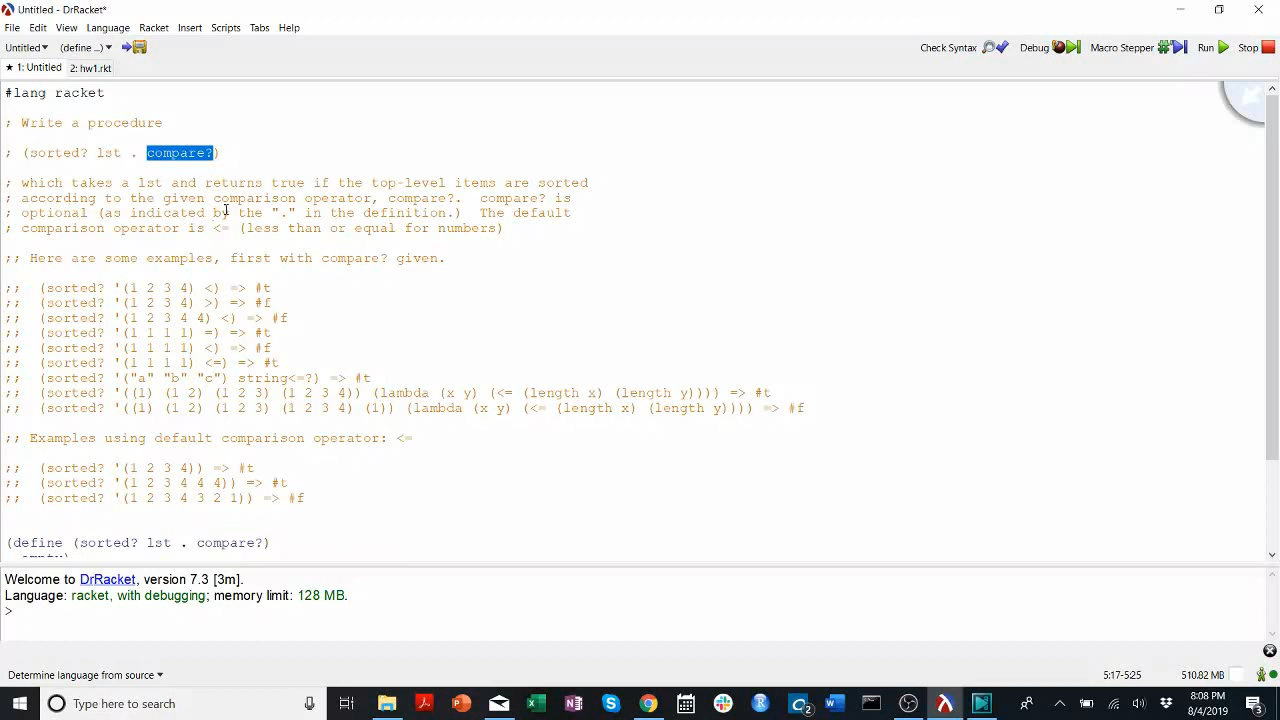 Untitled - DrRacket*
File Edit View Language Racket Insert Scripts Tabs Help
Untitled▾ (define ...)▾ Check Syntax Debug Macro Stepper Run Stop
★ 1: Untitled 2: hw1.rkt
#lang racket
; Write a procedure
; (sorted? lst . compare?)
; which takes a lst and returns true if the top-level items are sorted
; according to the given comparison operator, compare?.  compare? is
; optional (as indicated by the "." in the definition.)  The default
; comparison operator is <= (less than or equal for numbers)
;; Here are some examples, first with compare? given.
;;  (sorted? '(1 2 3 4) <) => #t
;;  (sorted? '(1 2 3 4) >) => #f
;;  (sorted? '(1 2 3 4 4) <) => #f
;;  (sorted? '(1 1 1 1) =) => #t
;;  (sorted? '(1 1 1 1) <) => #f
;;  (sorted? '(1 1 1 1) <=) => #t
;;  (sorted? '("a" "b" "c") string<=?) => #t
;;  (sorted? '((1) (1 2) (1 2 3) (1 2 3 4)) (lambda (x y) (<= (length x) (length y)))) => #t
;;  (sorted? '((1) (1 2) (1 2 3) (1 2 3 4) (1)) (lambda (x y) (<= (length x) (length y)))) => #f
;; Examples using default comparison operator: <=
;;  (sorted? '(1 2 3 4)) => #t
;;  (sorted? '(1 2 3 4 4 4)) => #t
;;  (sorted? '(1 2 3 4 3 2 1)) => #f
(define (sorted? lst . compare?)
empty)
Welcome to DrRacket, version 7.3 [3m].
Language: racket, with debugging; memory limit: 128 MB.
>
Determine language from source▾ 5:17-5:25 510.82 MB
Type here to search
8:08 PM
8/4/2019